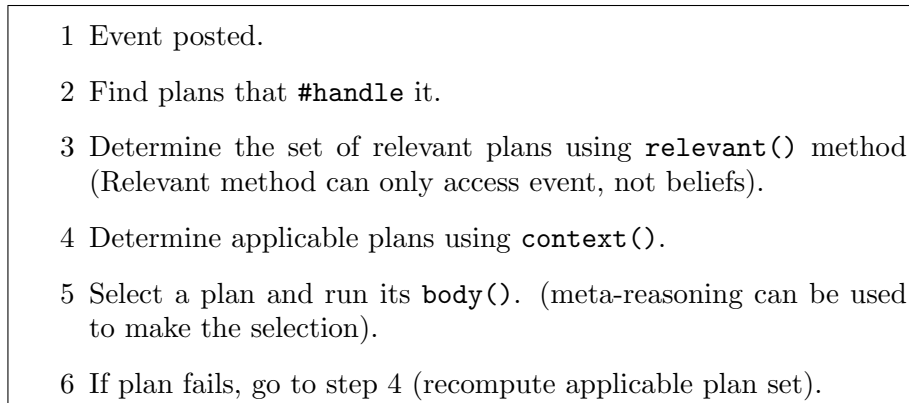 1 Event posted.
2 Find plans that #handle it.
3 Determine the set of relevant plans using relevant() method
(Relevant method can only access event, not beliefs).
4 Determine applicable plans using context().
5 Select a plan and run its body(). (meta-reasoning can be used
to make the selection).
6 If plan fails, go to step 4 (recompute applicable plan set).